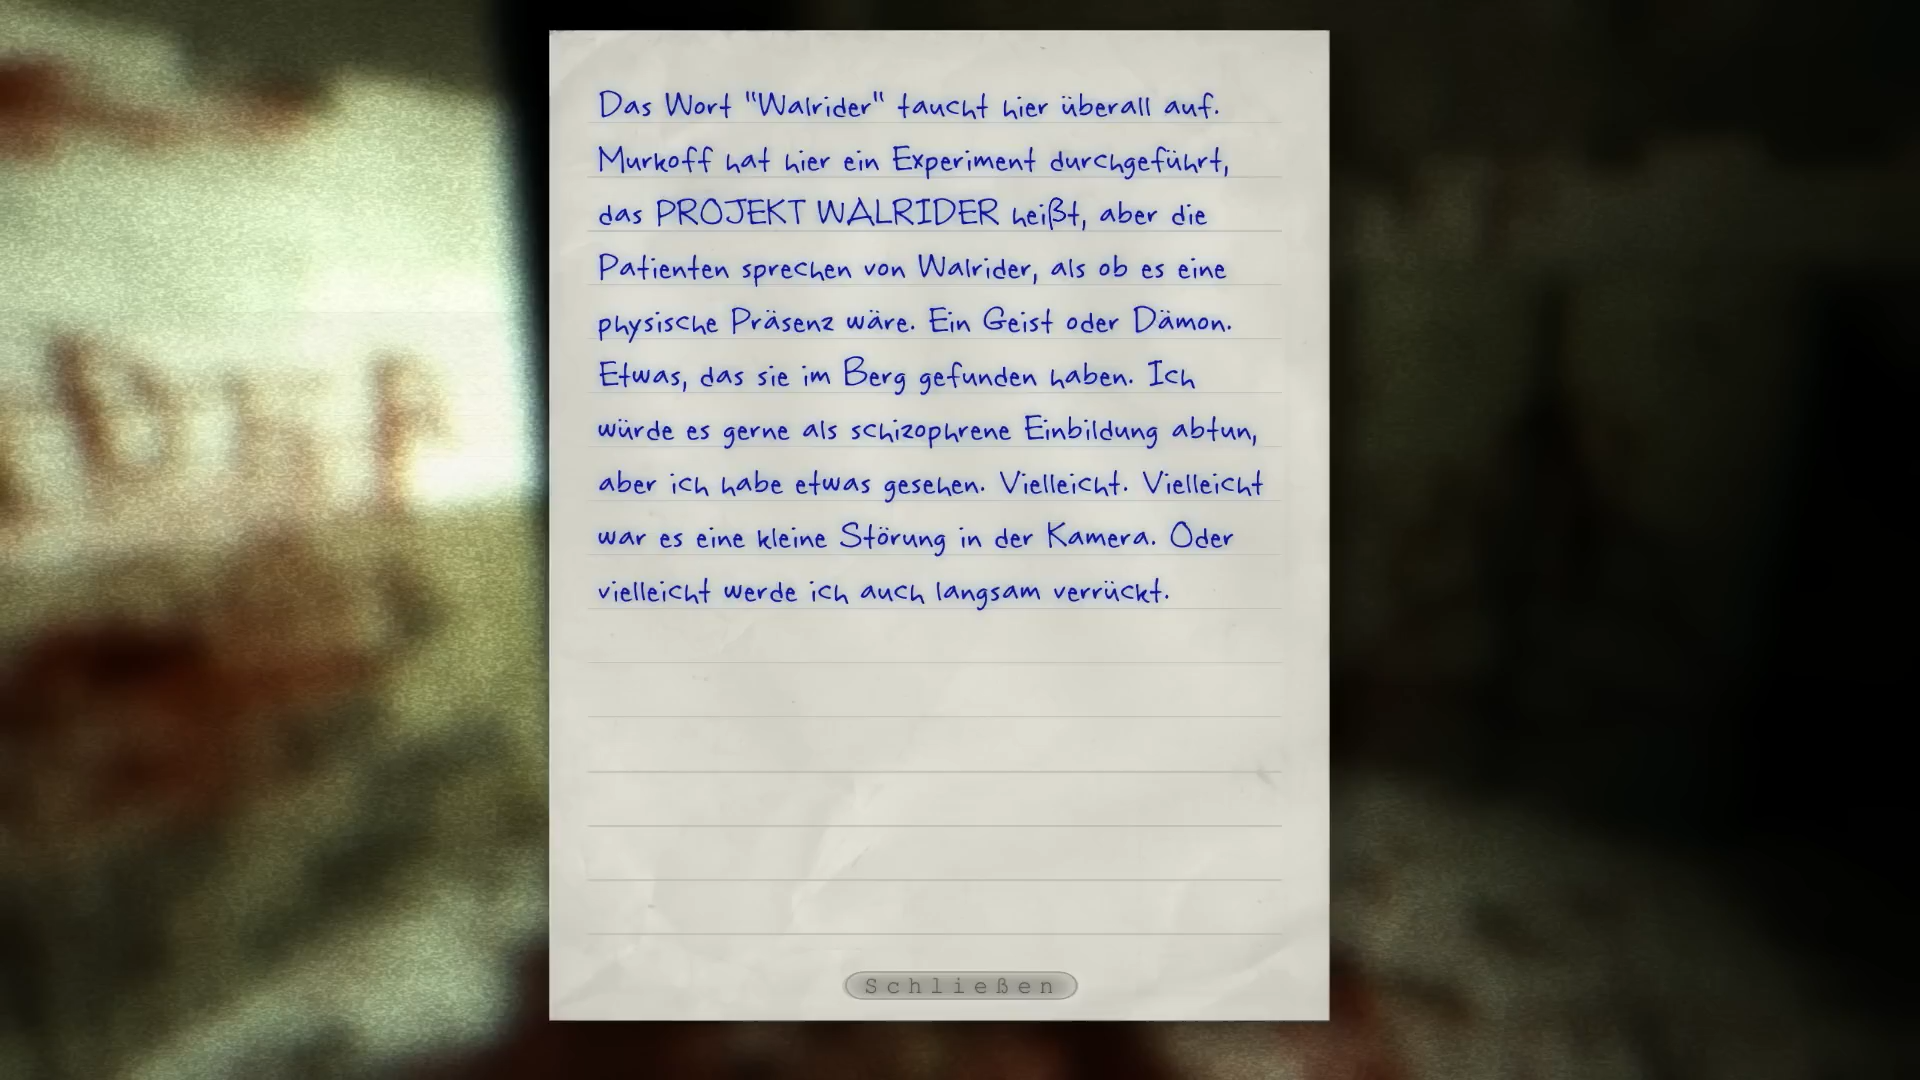 Das Wort "Walrider" taucht hier überall auf.
Murkoff hat hier ein Experiment durchgeführt,
das PROJEKT WALRIDER heißt, aber die
Patienten sprechen von Walrider, als ob es eine
physische Präsenz wäre. Ein Geist oder Dämon.
Etwas, das sie im Berg gefunden haben. Ich
würde es gerne als schizophrene Einbildung abtun,
aber ich habe etwas gesehen. Vielleicht. Vielleicht
war es eine kleine Störung in der Kamera. Oder
vielleicht werde ich auch langsam verrückt.
Schließen